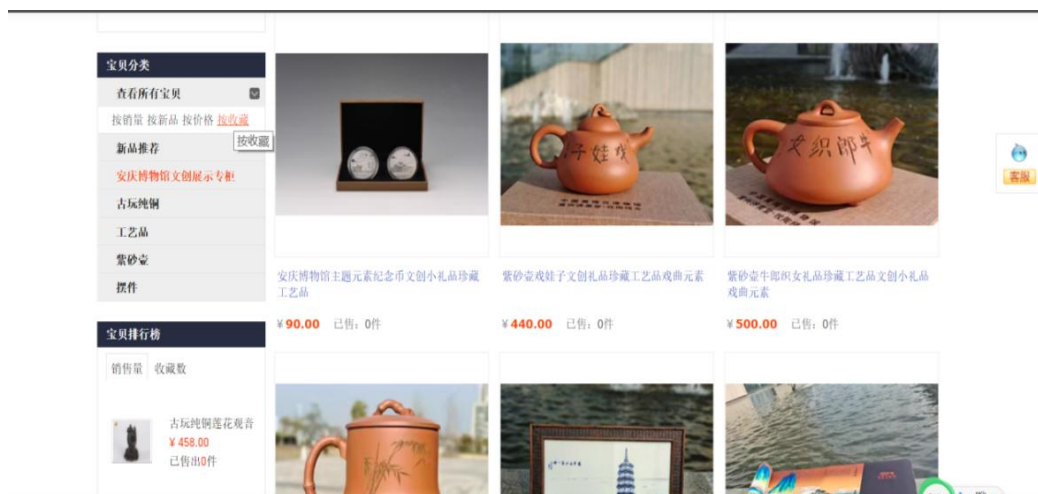 宝贝分类
查看所有宝贝
按销量 按新品 按价格 按收藏
按收藏
新品推荐
安庆博物馆文创展示专柜
古玩纯铜
工艺品
紫砂壶
摆件
宝贝排行榜
销售量 收藏数
古玩纯铜莲花观音
¥ 458.00
已售出0件
子娃戏
女织郎牛
安庆博物馆主题元素纪念币文创小礼品珍藏
工艺品
¥ 90.00 已售：0件
紫砂壶戏娃子文创礼品珍藏工艺品戏曲元素
¥ 440.00 已售：0件
紫砂壶牛郎织女礼品珍藏工艺品文创小礼品
戏曲元素
¥ 500.00 已售：0件
客服